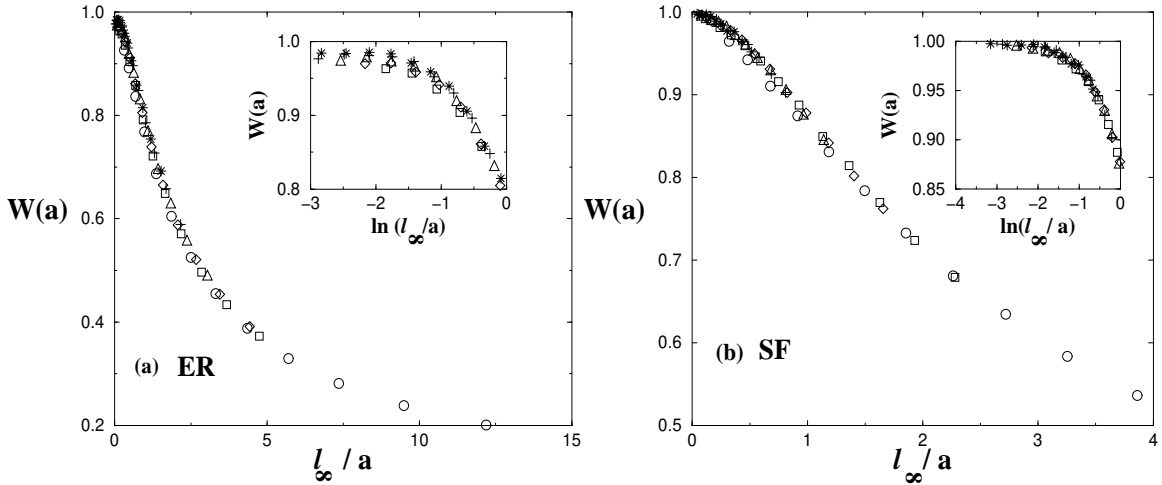 1.0
0.8
0.6
0.4
0.2
W(a)
0 5 10 15
l∞ / a
(a) ER
1.0
0.9
0.8
W(a)
−3 −2 −1 0
ln (l∞/a)
1.0
0.9
0.8
0.7
0.6
0.5
W(a)
0 1 2 3 4
l∞ / a
(b) SF
1.00
0.95
0.90
0.85
W(a)
−4 −3 −2 −1 0
ln(l∞/ a)